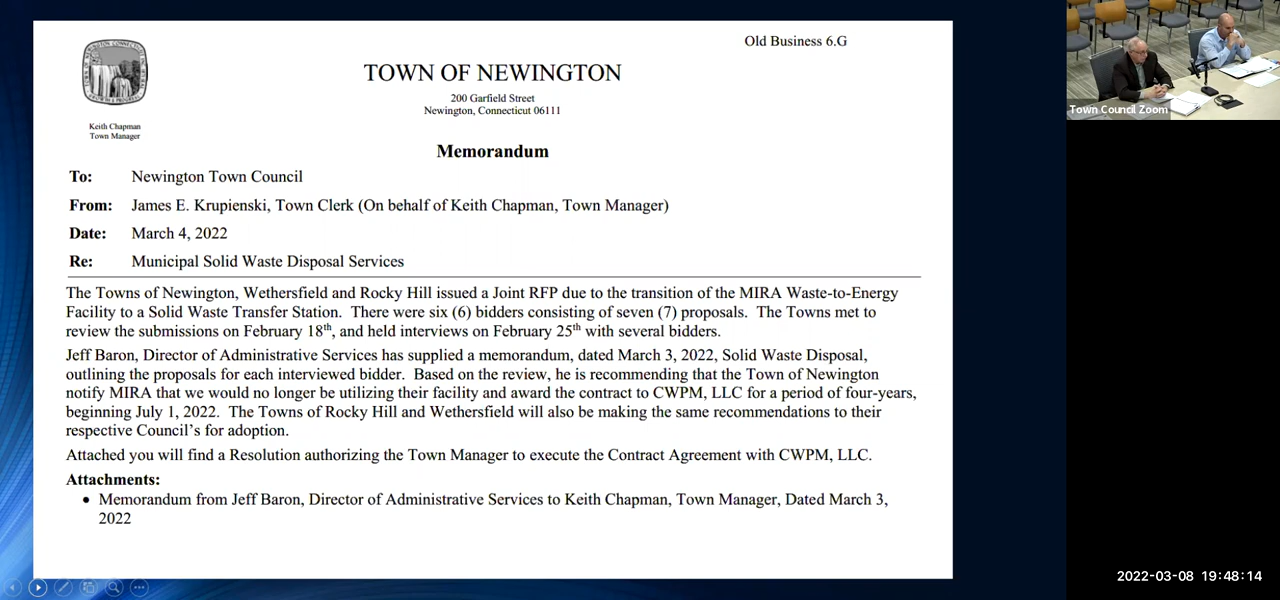 Old Business 6.G
TOWN OF NEWINGTON
200 Garfield Street
Newington, Connecticut 06111
Keith Chapman
Town Manager
Memorandum
To: Newington Town Council
From: James E. Krupienski, Town Clerk (On behalf of Keith Chapman, Town Manager)
Date: March 4, 2022
Re: Municipal Solid Waste Disposal Services
The Towns of Newington, Wethersfield and Rocky Hill issued a Joint RFP due to the transition of the MIRA Waste-to-Energy
Facility to a Solid Waste Transfer Station. There were six (6) bidders consisting of seven (7) proposals. The Towns met to
review the submissions on February 18th, and held interviews on February 25th with several bidders.
Jeff Baron, Director of Administrative Services has supplied a memorandum, dated March 3, 2022, Solid Waste Disposal,
outlining the proposals for each interviewed bidder. Based on the review, he is recommending that the Town of Newington
notify MIRA that we would no longer be utilizing their facility and award the contract to CWPM, LLC for a period of four-years,
beginning July 1, 2022. The Towns of Rocky Hill and Wethersfield will also be making the same recommendations to their
respective Council's for adoption.
Attached you will find a Resolution authorizing the Town Manager to execute the Contract Agreement with CWPM, LLC.
Attachments:
• Memorandum from Jeff Baron, Director of Administrative Services to Keith Chapman, Town Manager, Dated March 3,
2022
Town Council Zoom
2022-03-08 19:48:14